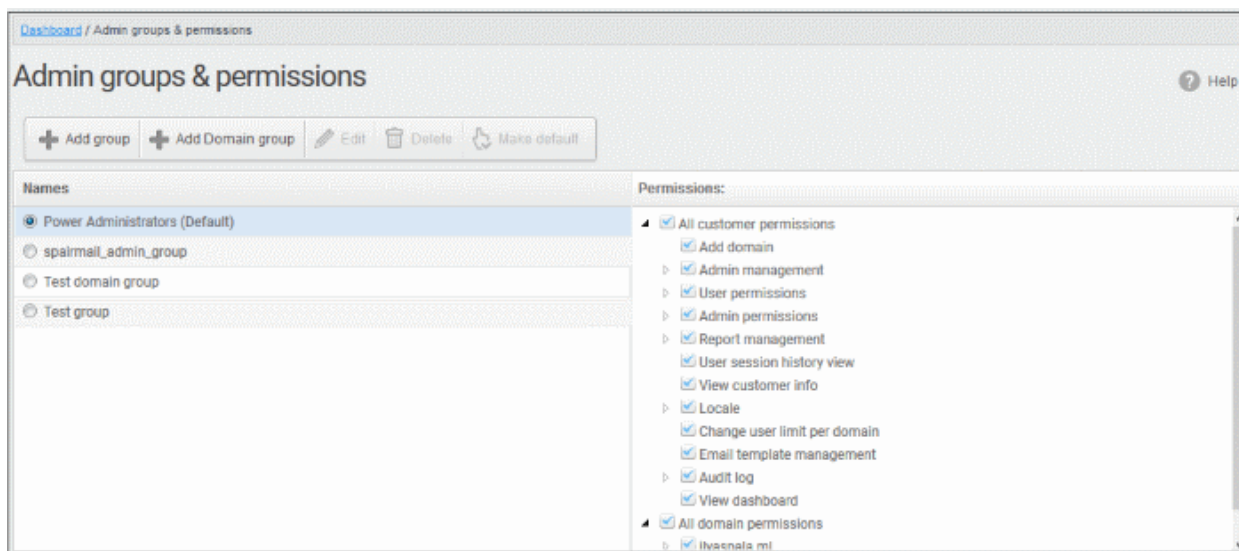 Dashboard / Admin groups & permissions
Admin groups & permissions
Help
Add group
Add Domain group
Edit
Delete
Make default
Names
Permissions:
Power Administrators (Default)
spairmail_admin_group
Test domain group
Test group
All customer permissions
Add domain
Admin management
User permissions
Admin permissions
Report management
User session history view
View customer info
Locale
Change user limit per domain
Email template management
Audit log
View dashboard
All domain permissions